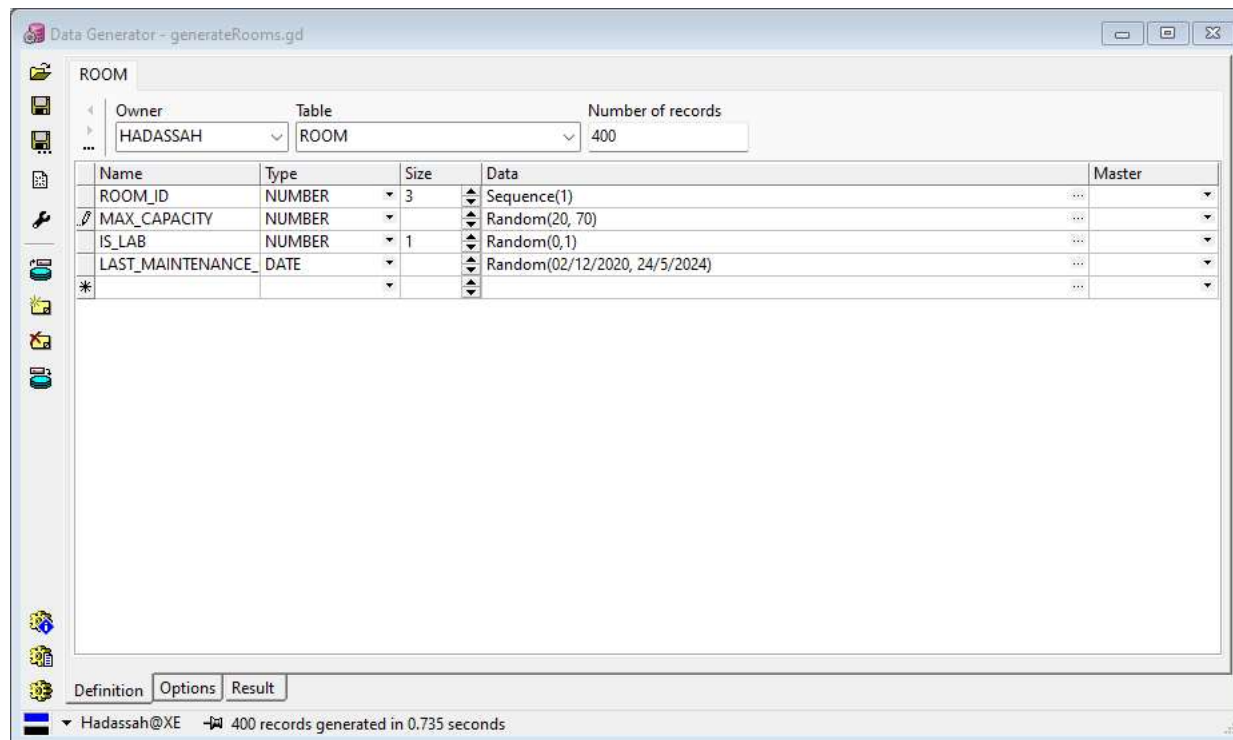 Data Generator - generateRooms.gd
ROOM
Owner Table Number of records
HADASSAH ROOM 400
Name Type Size Data Master
ROOM_ID NUMBER 3 Sequence(1) ...
MAX_CAPACITY NUMBER Random(20, 70) ...
IS_LAB NUMBER 1 Random(0,1) ...
LAST_MAINTENANCE_ DATE Random(02/12/2020, 24/5/2024) ...
...
Definition Options Result
Hadassah@XE 400 records generated in 0.735 seconds